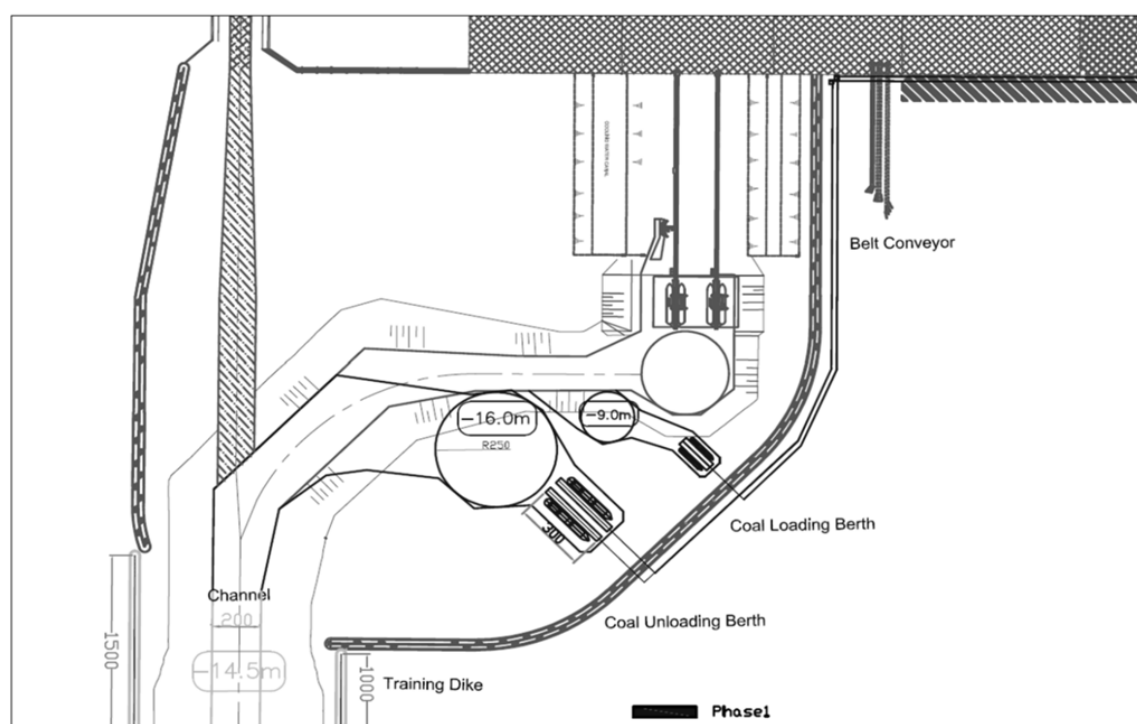 Belt Conveyor
-16.0m
-9.0m
R250
300
Coal Loading Berth
Channel
200
Coal Unloading Berth
1500
-14.5m
Training Dike
1000
Phase1